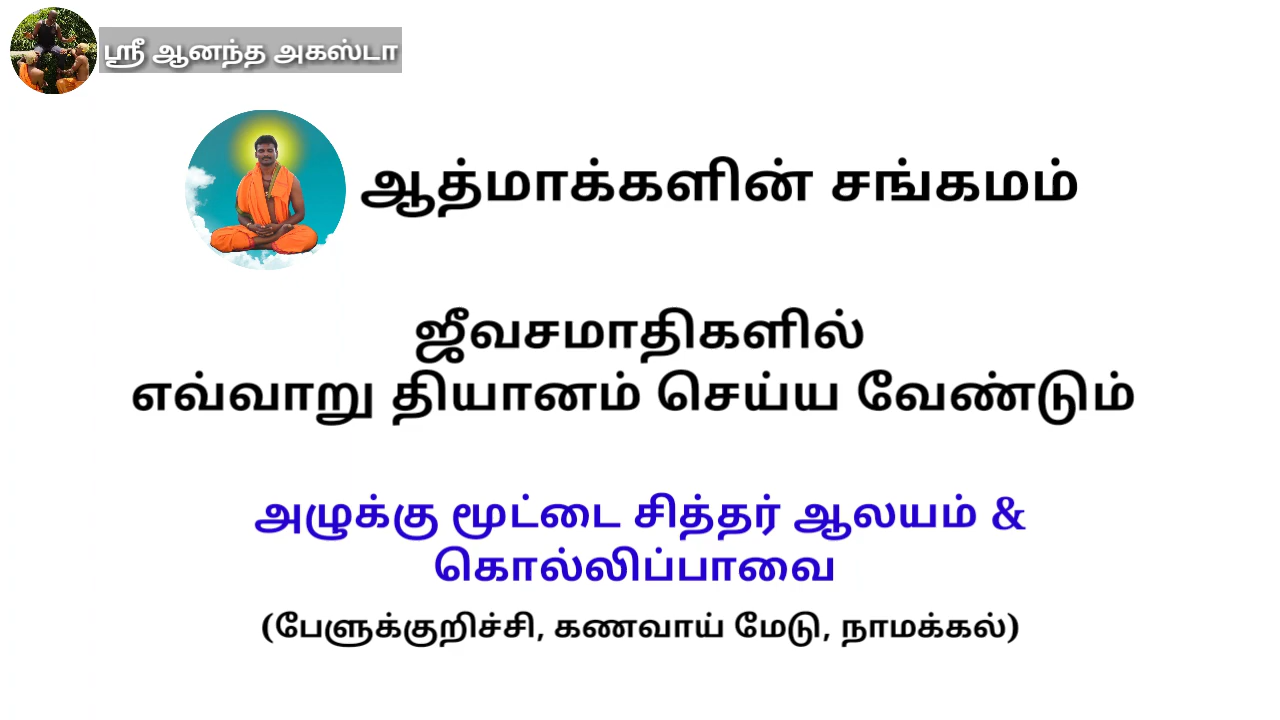 ஸ்ரீ ஆனந்த அகஸ்டா
ஆத்மாக்களின் சங்கமம்
ஜீவசமாதிகளில்
எவ்வாறு தியானம் செய்ய வேண்டும்
அழுக்கு மூட்டை சித்தர் ஆலயம் &
கொல்லிப்பாவை
(பேளுக்குறிச்சி, கணவாய் மேடு, நாமக்கல்)